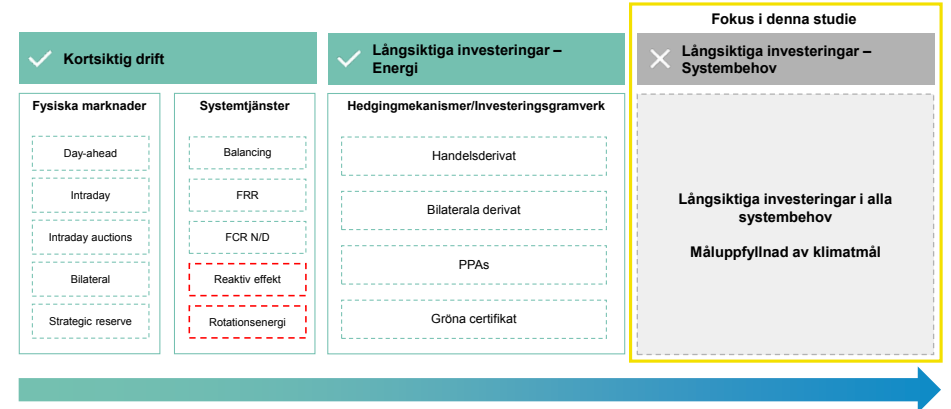 Fokus i denna studie
Kortsiktig drift
Långsiktiga investeringar –
Energi
Långsiktiga investeringar –
Systembehov
Fysiska marknader
Day-ahead
Intraday
Intraday auctions
Bilateral
Strategic reserve
Systemtjänster
Balancing
FRR
FCR N/D
Reaktiv effekt
Rotationsenergi
Hedgingmekanismer/Investeringsgramverk
Handelsderivat
Bilaterala derivat
PPAs
Gröna certifikat
Långsiktiga investeringar i alla
systembehov
Måluppfyllnad av klimatmål